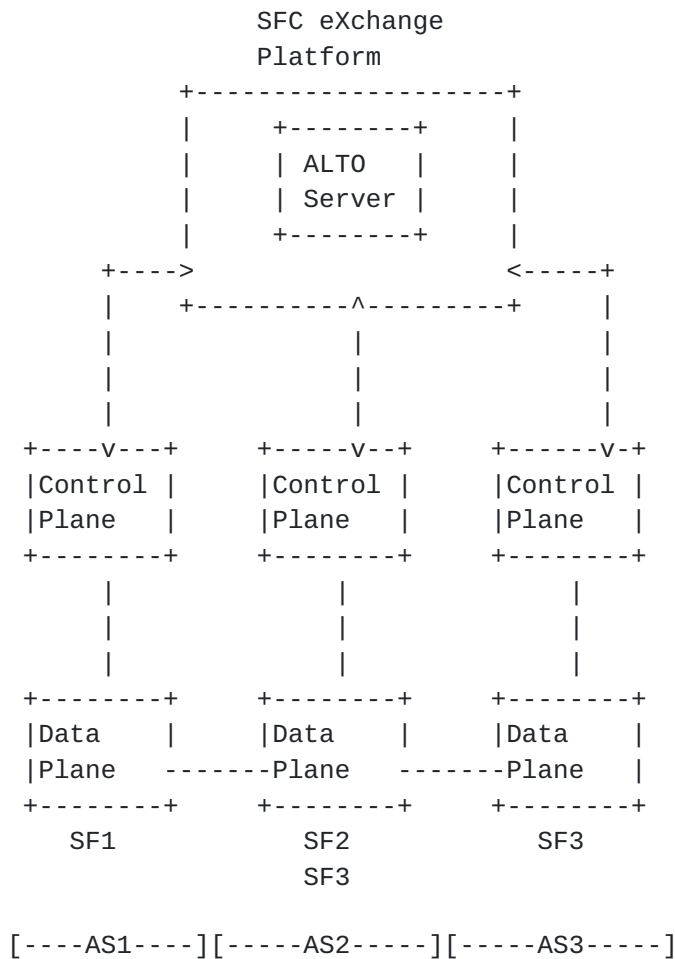 SFC eXchange
Platform
+--------------------+
|     +--------+     |
|     | ALTO   |     |
|     | Server |     |
|     +--------+     |
+---->                    <-----+
|    +----------^---------+     |
|               |               |
|               |               |
|               |               |
+----v---+     +-----v--+     +------v-+
|Control |     |Control |     |Control |
|Plane   |     |Plane   |     |Plane   |
+--------+     +--------+     +--------+
|              |              |
|              |              |
|              |              |
+--------+     +--------+     +--------+
|Data    |     |Data    |     |Data    |
|Plane   -------Plane   -------Plane   |
+--------+     +--------+     +--------+
SF1            SF2            SF3
SF3
[----AS1----][-----AS2-----][-----AS3-----]